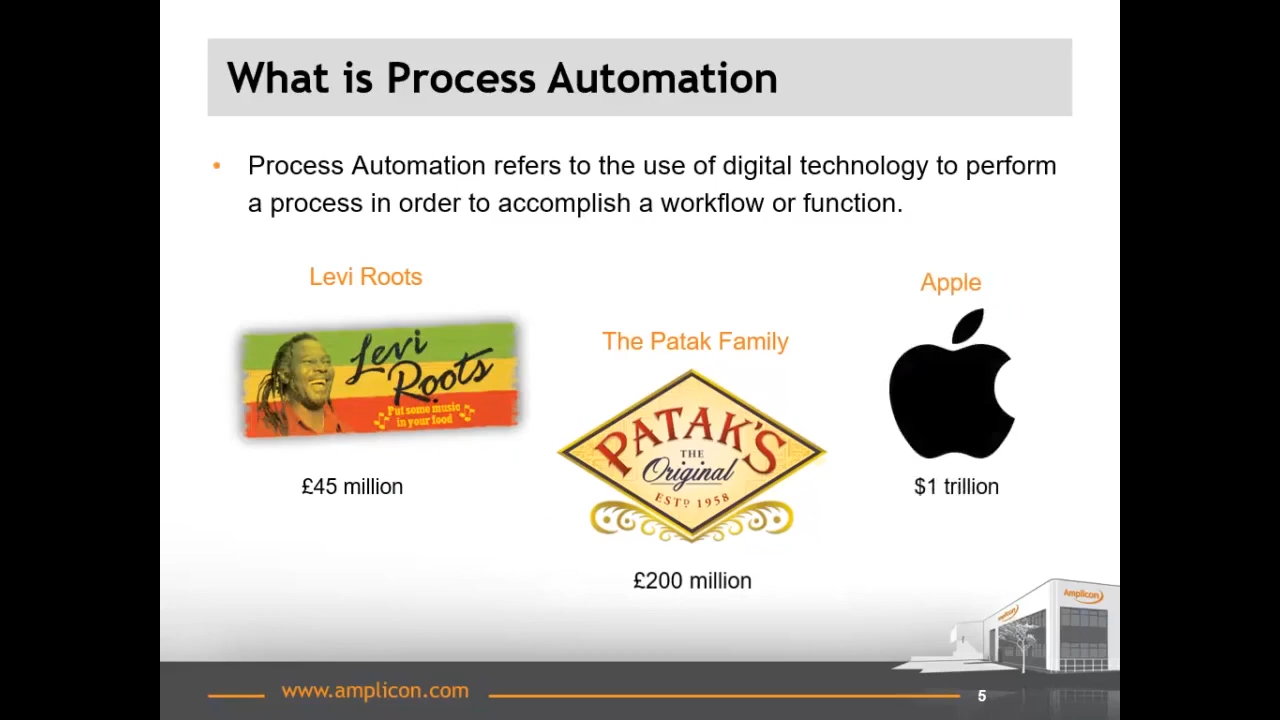 What is Process Automation
• Process Automation refers to the use of digital technology to perform
a process in order to accomplish a workflow or function.
Levi Roots
Levi
Roots
Put some music
in your food
£45 million
The Patak Family
PATAK'S
THE
Original
ESTD 1958
£200 million
Apple
$1 trillion
Amplicon
Amplicon
www.amplicon.com
5